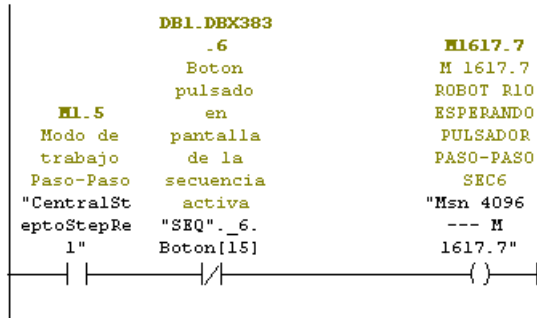 DB1.DBX383
.6
Boton
pulsado
en
pantalla
de la
secuencia
activa
"SEQ"._6.
Boton[15]
M1.5
Modo de
trabajo
Paso-Paso
"CentralSt
eptoStepRe
l"
M1617.7
M 1617.7
ROBOT R10
ESPERANDO
PULSADOR
PASO-PASO
SEC6
"Msn 4096
--- M
1617.7"